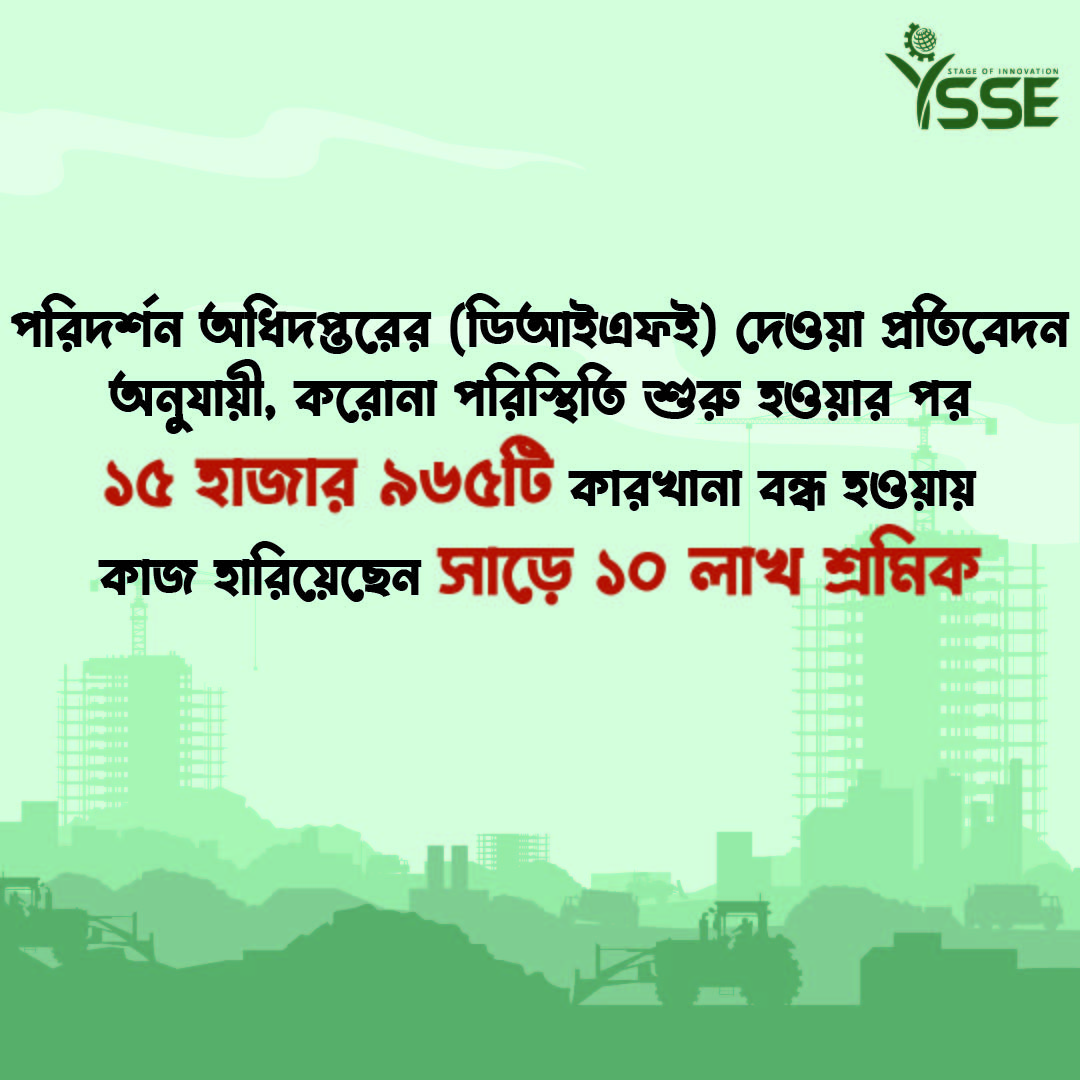 STAGE OF INNOVATION
YSSE
পরিদর্শন অধিদপ্তরের (ডিআইএফই) দেওয়া প্রতিবেদন
অনুযায়ী, করোনা পরিস্থিতি শুরু হওয়ার পর
১৫ হাজার ৯৬৫টি কারখানা বন্ধ হওয়ায়
কাজ হারিয়েছেন সাড়ে ১০ লাখ শ্রমিক